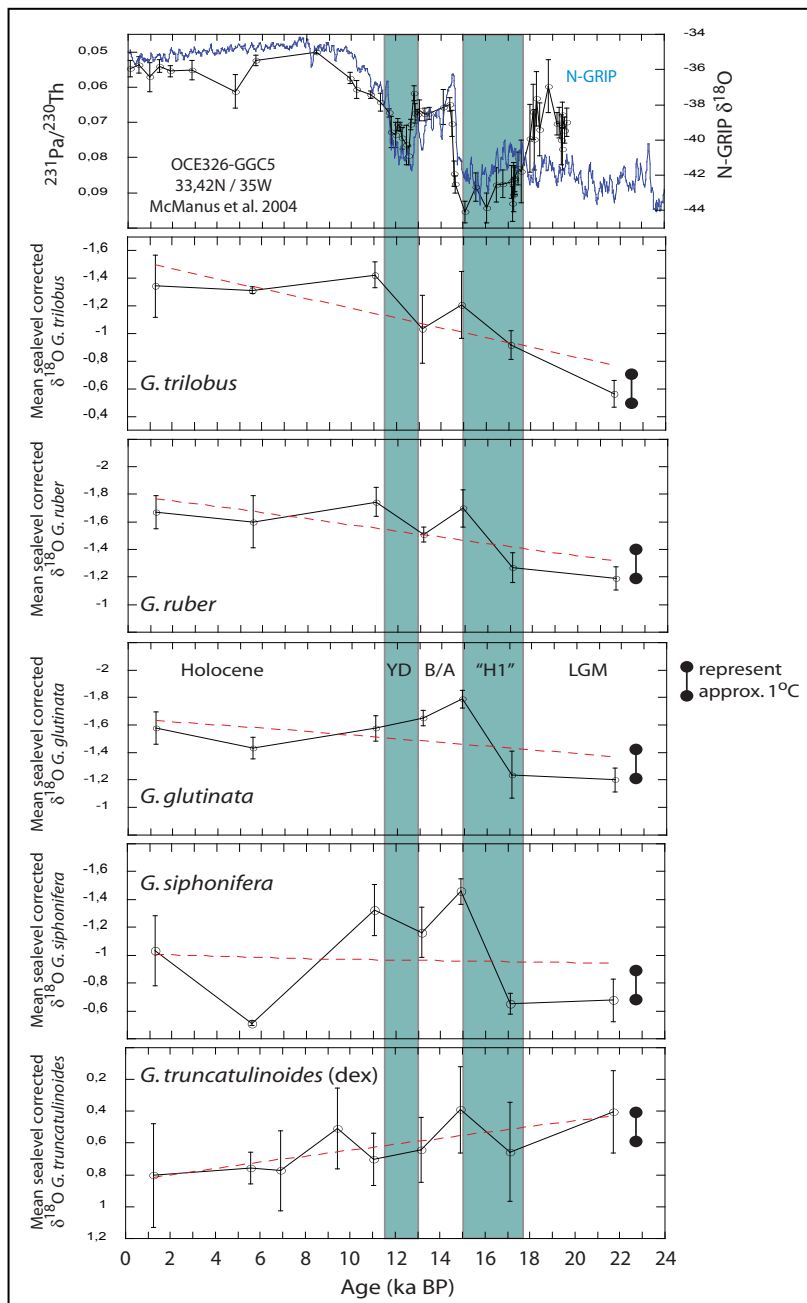 0,05
0,06
0,07
0,08
0,09
231Pa/230Th
-34
-36
-38
-40
-42
-44
N-GRIP δ18O
N-GRIP
OCE326-GGC5
33,42N / 35W
McManus et al. 2004
Mean sealevel corrected
δ18O G. trilobus
-1,6
-1,4
-1,2
-1
-0,8
-0,6
-0,4
G. trilobus
Mean sealevel corrected
δ18O G. ruber
-2
-1,8
-1,6
-1,4
-1,2
-1
G. ruber
Mean sealevel corrected
δ18O G. glutinata
-2
-1,8
-1,6
-1,4
-1,2
-1
Holocene YD B/A "H1" LGM
G. glutinata
represent
approx. 1°C
Mean sealevel corrected
δ18O G. siphonifera
-1,6
-1,4
-1,2
-1
-0,8
-0,6
G. siphonifera
Mean sealevel corrected
δ18O G. truncatulinoides
0,2
0,4
0,6
0,8
1
1,2
G. truncatulinoides (dex)
0 2 4 6 8 10 12 14 16 18 20 22 24
Age (ka BP)